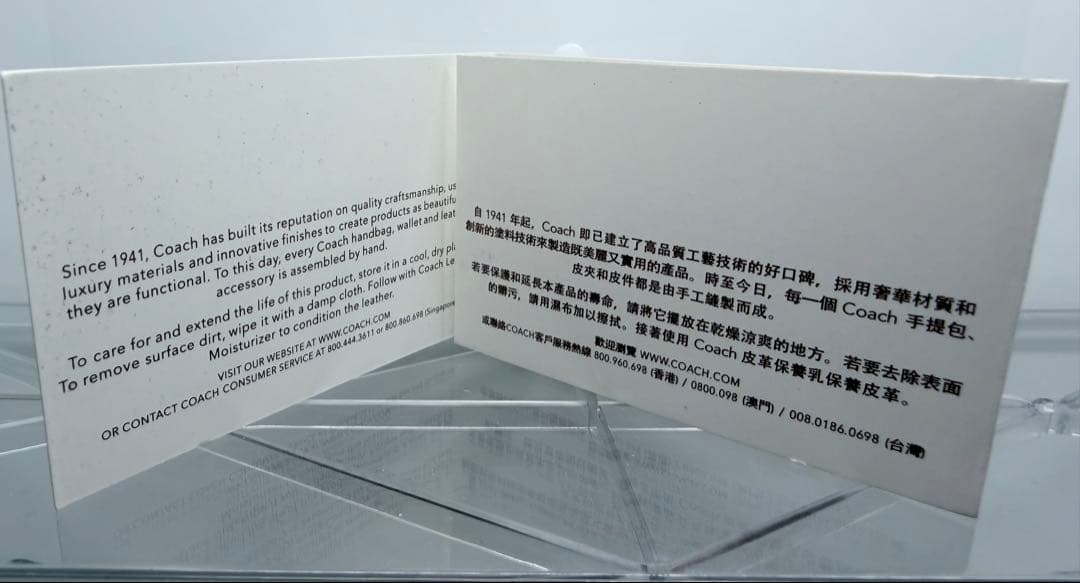 Since 1941, Coach has built its reputation on quality craftsmanship,
luxury materials and innovative finishes to create products as
they are functional. To this day, every Coach handbag, wallet and
accessory is assembled by hand.
To care for and extend the life of this product, store it in a cool, dry
To remove surface dirt, wipe it with a damp cloth. Follow with Coach
Moisturizer to condition the leather.
VISIT OUR WEBSITE AT WWW.COACH.COM
OR CONTACT COACH CONSUMER SERVICE AT 800.444.3611 or 800.860.698 (Singapore
自 1941 年起，Coach 即已建立了高品質工藝技術的好口碑，採用奢華材質和
創新的塗料技術來製造既美麗又實用的產品。時至今日，每一個 Coach 手提包、
皮夾和皮件都是由手工縫製而成。
若要保護和延長本產品的壽命，請將它擺放在乾燥涼爽的地方。若要去除表面
的髒污，請用濕布加以擦拭。接著使用 Coach 皮革保養乳保養皮革。
歡迎瀏覽 WWW.COACH.COM
或聯絡COACH客戶服務熱線 800.960.698 (香港) / 0800.098 (澳門) / 008.0186.0698 (台灣)